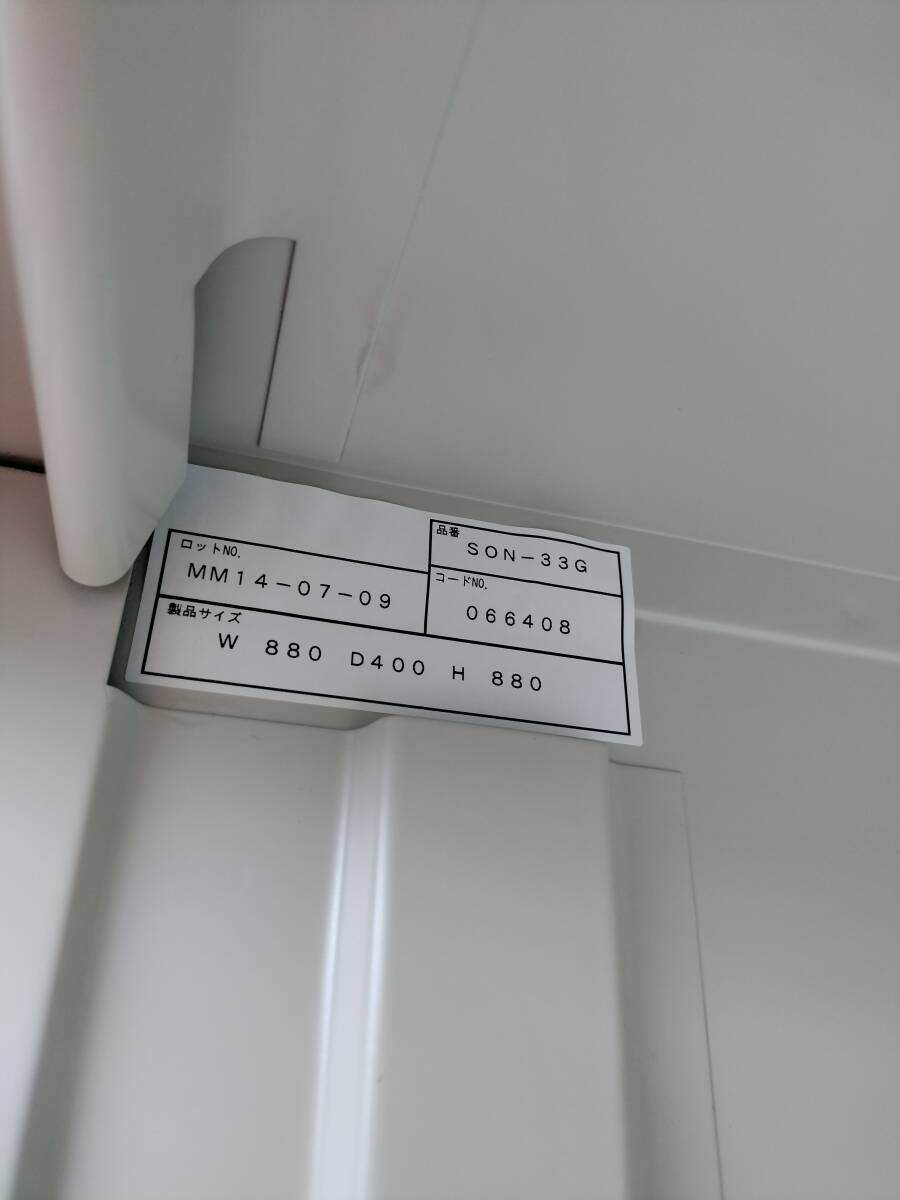 品番
SON-33G
ロットNO.
MM14-07-09
コードNO.
066408
製品サイズ
W 880 D400 H 880